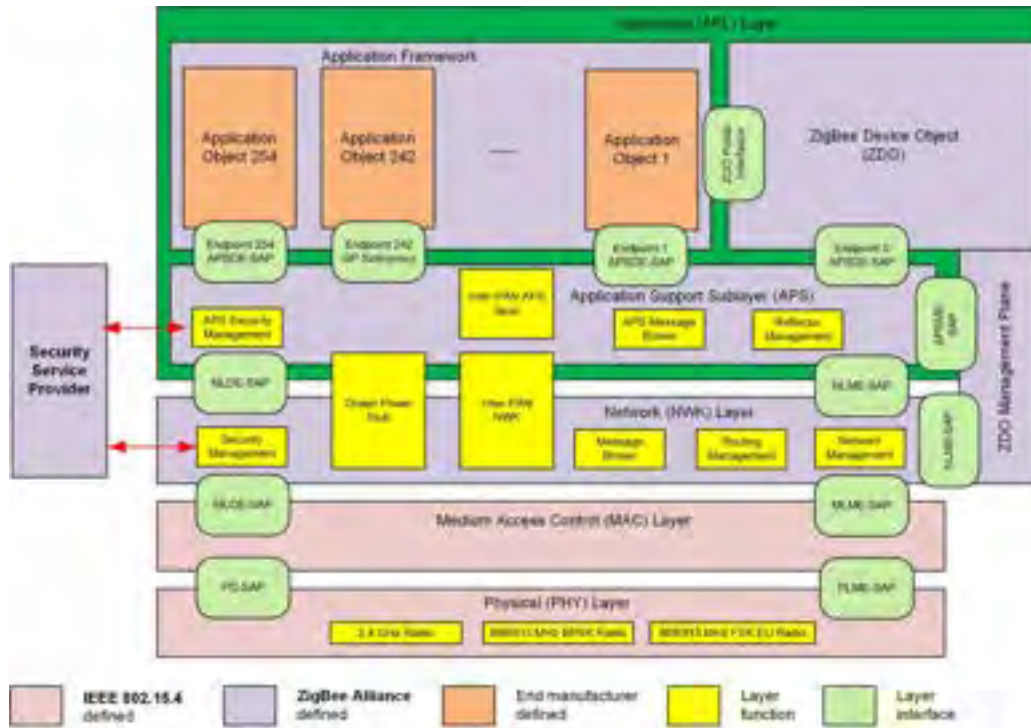 Application (APL) Layer
Application Framework
Application
Object 254
Application
Object 242
Application
Object 1
ZDO Public
Interface
ZigBee Device Object
(ZDO)
Endpoint 254
APSDE-SAP
Endpoint 242
Endpoint 1
APSDE-SAP
Endpoint 0
APSDE-SAP
Application Support Sublayer (APS)
APS Security
Management
APS Message
Broker
Reflector
Management
SAP
ZDO Management Plane
Security
Service
Provider
NLDE-SAP
NLME-SAP
Network (NWK) Layer
NWK
Security
Management
Message
Broker
Routing
Management
Network
Management
NLME-SAP
MLME-SAP
Medium Access Control (MAC) Layer
PD-SAP
PLME-SAP
Physical (PHY) Layer
2.4 GHz Radio
IEEE 802.15.4
defined
ZigBee Alliance
defined
End manufacturer
defined
Layer
function
Layer
interface